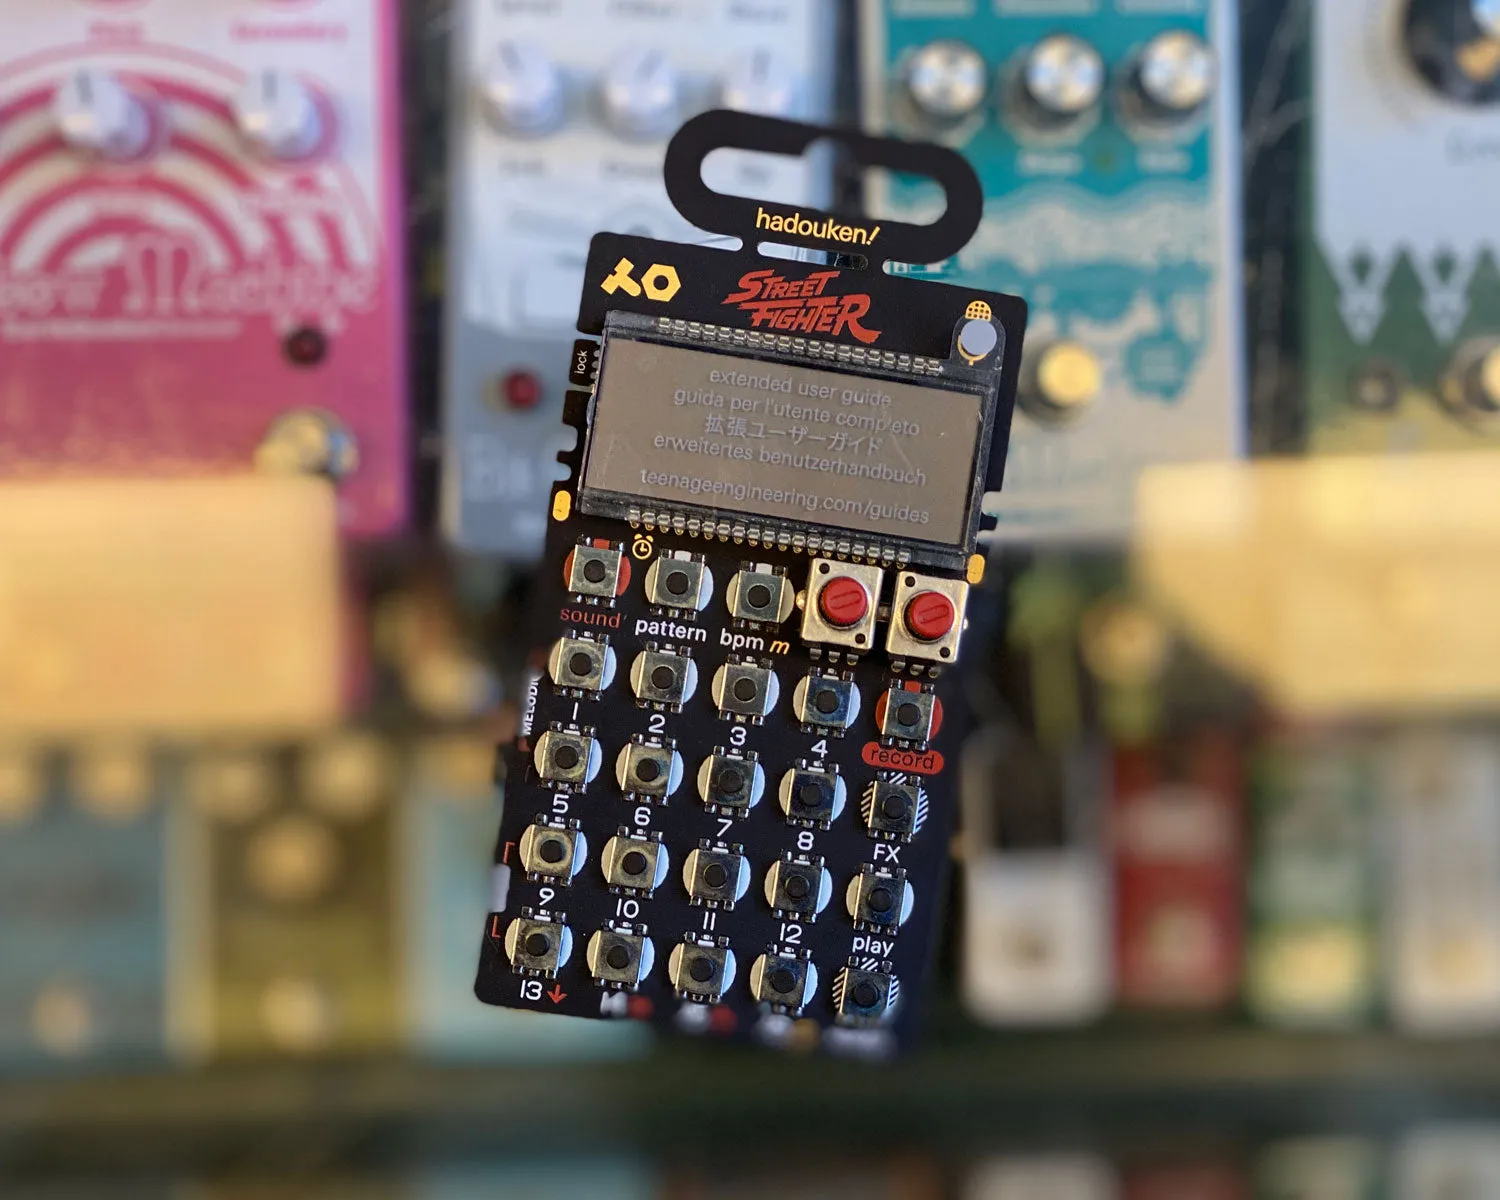 hadouken!
STREET
FIGHTER
lock
extended user guide
guida per l'utente completo
拡張ユーザーガイド
erweitertes benutzerhandbuch
teenageengineering.com/guides
sound
pattern
bpm m
MELODIC
1
2
3
4
record
5
6
7
8
FX
9
10
11
12
play
13